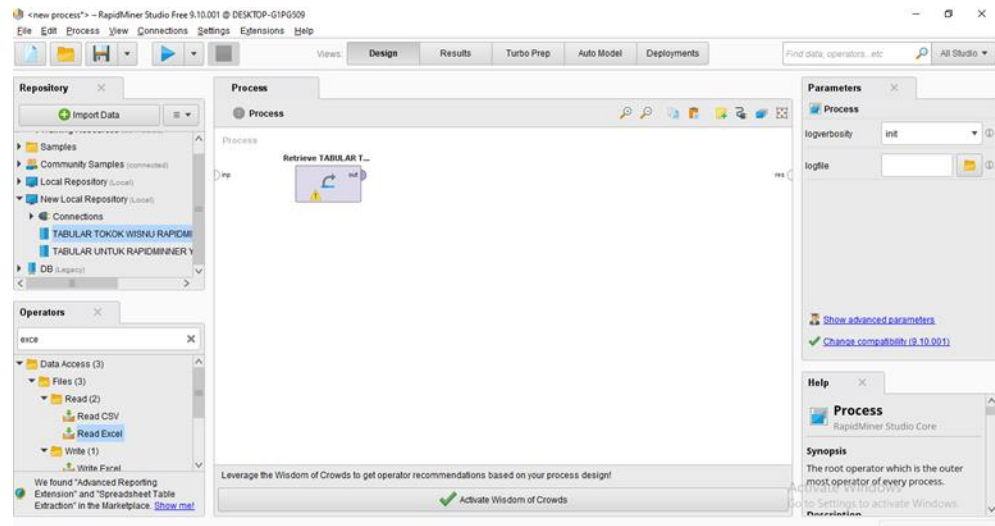 <new process*> – RapidMiner Studio Free 9.10.001 @ DESKTOP-G1PG509
File Edit Process View Connections Settings Extensions Help
Views: Design Results Turbo Prep Auto Model Deployments
Find data, operators...etc All Studio
Repository
Import Data
Samples
Community Samples (connected)
Local Repository (Local)
New Local Repository (Local)
Connections
TABULAR TOKOK WISNU RAPIDMI
TABULAR UNTUK RAPIDMINNER Y
DB (Legacy)
Operators
exce
Data Access (3)
Files (3)
Read (2)
Read CSV
Read Excel
Write (1)
Write Excel
We found "Advanced Reporting
Extension" and "Spreadsheet Table
Extraction" in the Marketplace. Show me!
Process
Process
Process
Retrieve TABULAR T...
inp
out
res
Leverage the Wisdom of Crowds to get operator recommendations based on your process design!
Activate Wisdom of Crowds
Parameters
Process
logverbosity init
logfile
Show advanced parameters
Change compatibility (9.10.001)
Help
Process
RapidMiner Studio Core
Synopsis
The root operator which is the outer
most operator of every process.
Description
Activate Windows
Go to Settings to activate Windows.